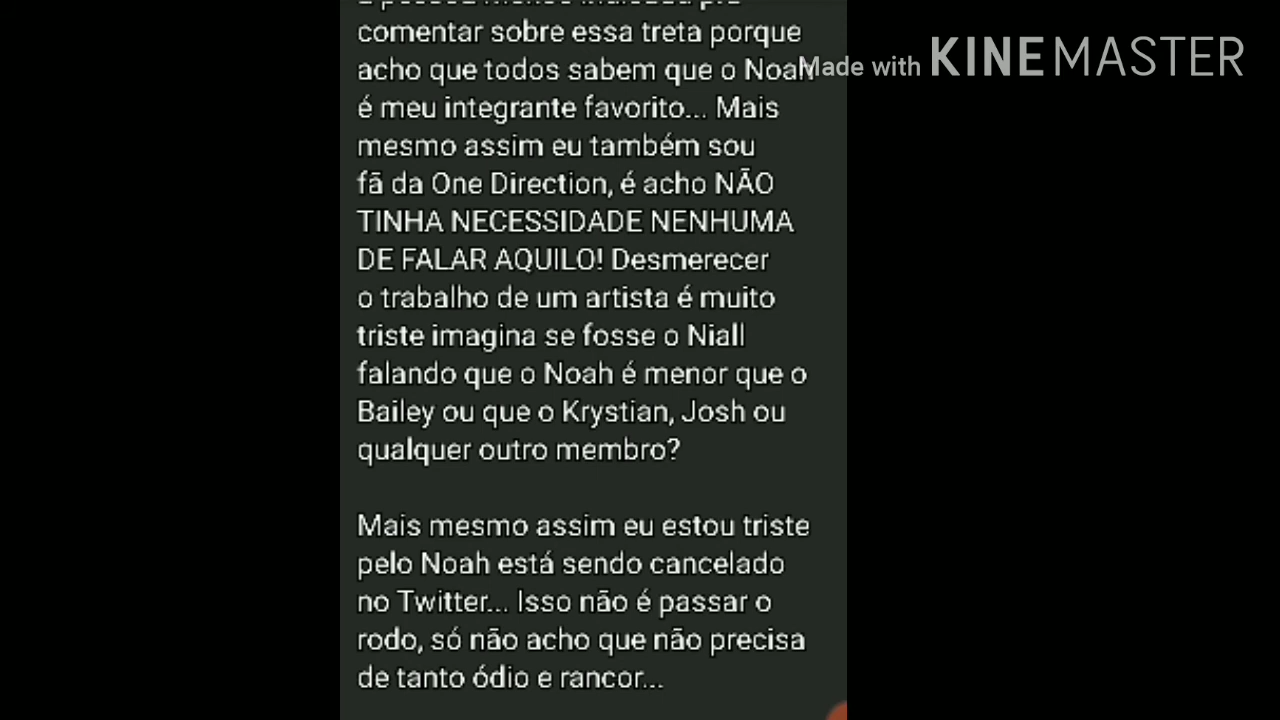 comentar sobre essa treta porque
acho que todos sabem que o Noah
é meu integrante favorito... Mais
mesmo assim eu também sou
fã da One Direction, é acho NÃO
TINHA NECESSIDADE NENHUMA
DE FALAR AQUILO! Desmerecer
o trabalho de um artista é muito
triste imagina se fosse o Niall
falando que o Noah é menor que o
Bailey ou que o Krystian, Josh ou
qualquer outro membro?
Mais mesmo assim eu estou triste
pelo Noah está sendo cancelado
no Twitter... Isso não é passar o
rodo, só não acho que não precisa
de tanto ódio e rancor...
Made with KINEMASTER